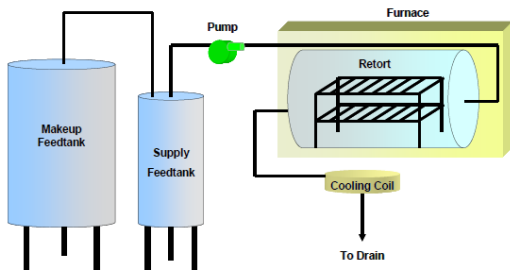 Furnace
Pump
Retort
Makeup
Feedtank
Supply
Feedtank
Cooling Coil
To Drain